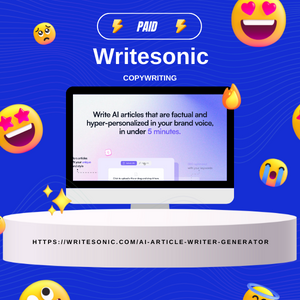 PAID
Writesonic
COPYWRITING
Write AI articles that are factual and
hyper-personalized in your brand voice,
in under 5 minutes.
HTTPS://WRITESONIC.COM/AI-ARTICLE-WRITER-GENERATOR